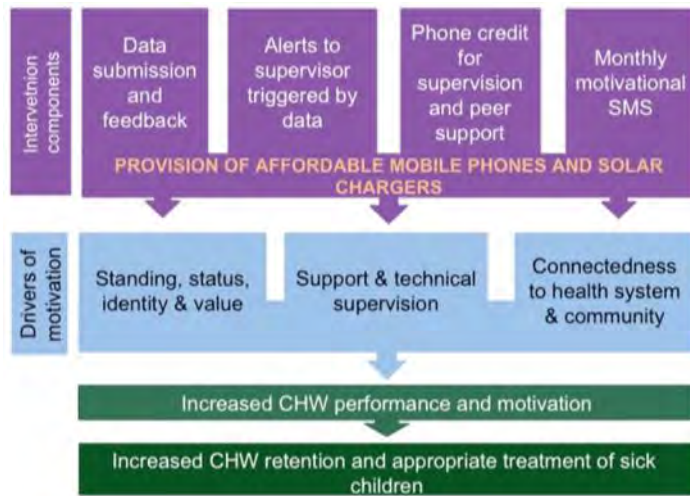 Intervetnion
components
Data
submission
and
feedback
Alerts to
supervisor
triggered by
data
Phone credit
for
supervision
and peer
support
Monthly
motivational
SMS
PROVISION OF AFFORDABLE MOBILE PHONES AND SOLAR
CHARGERS
Drivers of
motivation
Standing, status,
identity & value
Support & technical
supervision
Connectedness
to health system
& community
Increased CHW performance and motivation
Increased CHW retention and appropriate treatment of sick
children